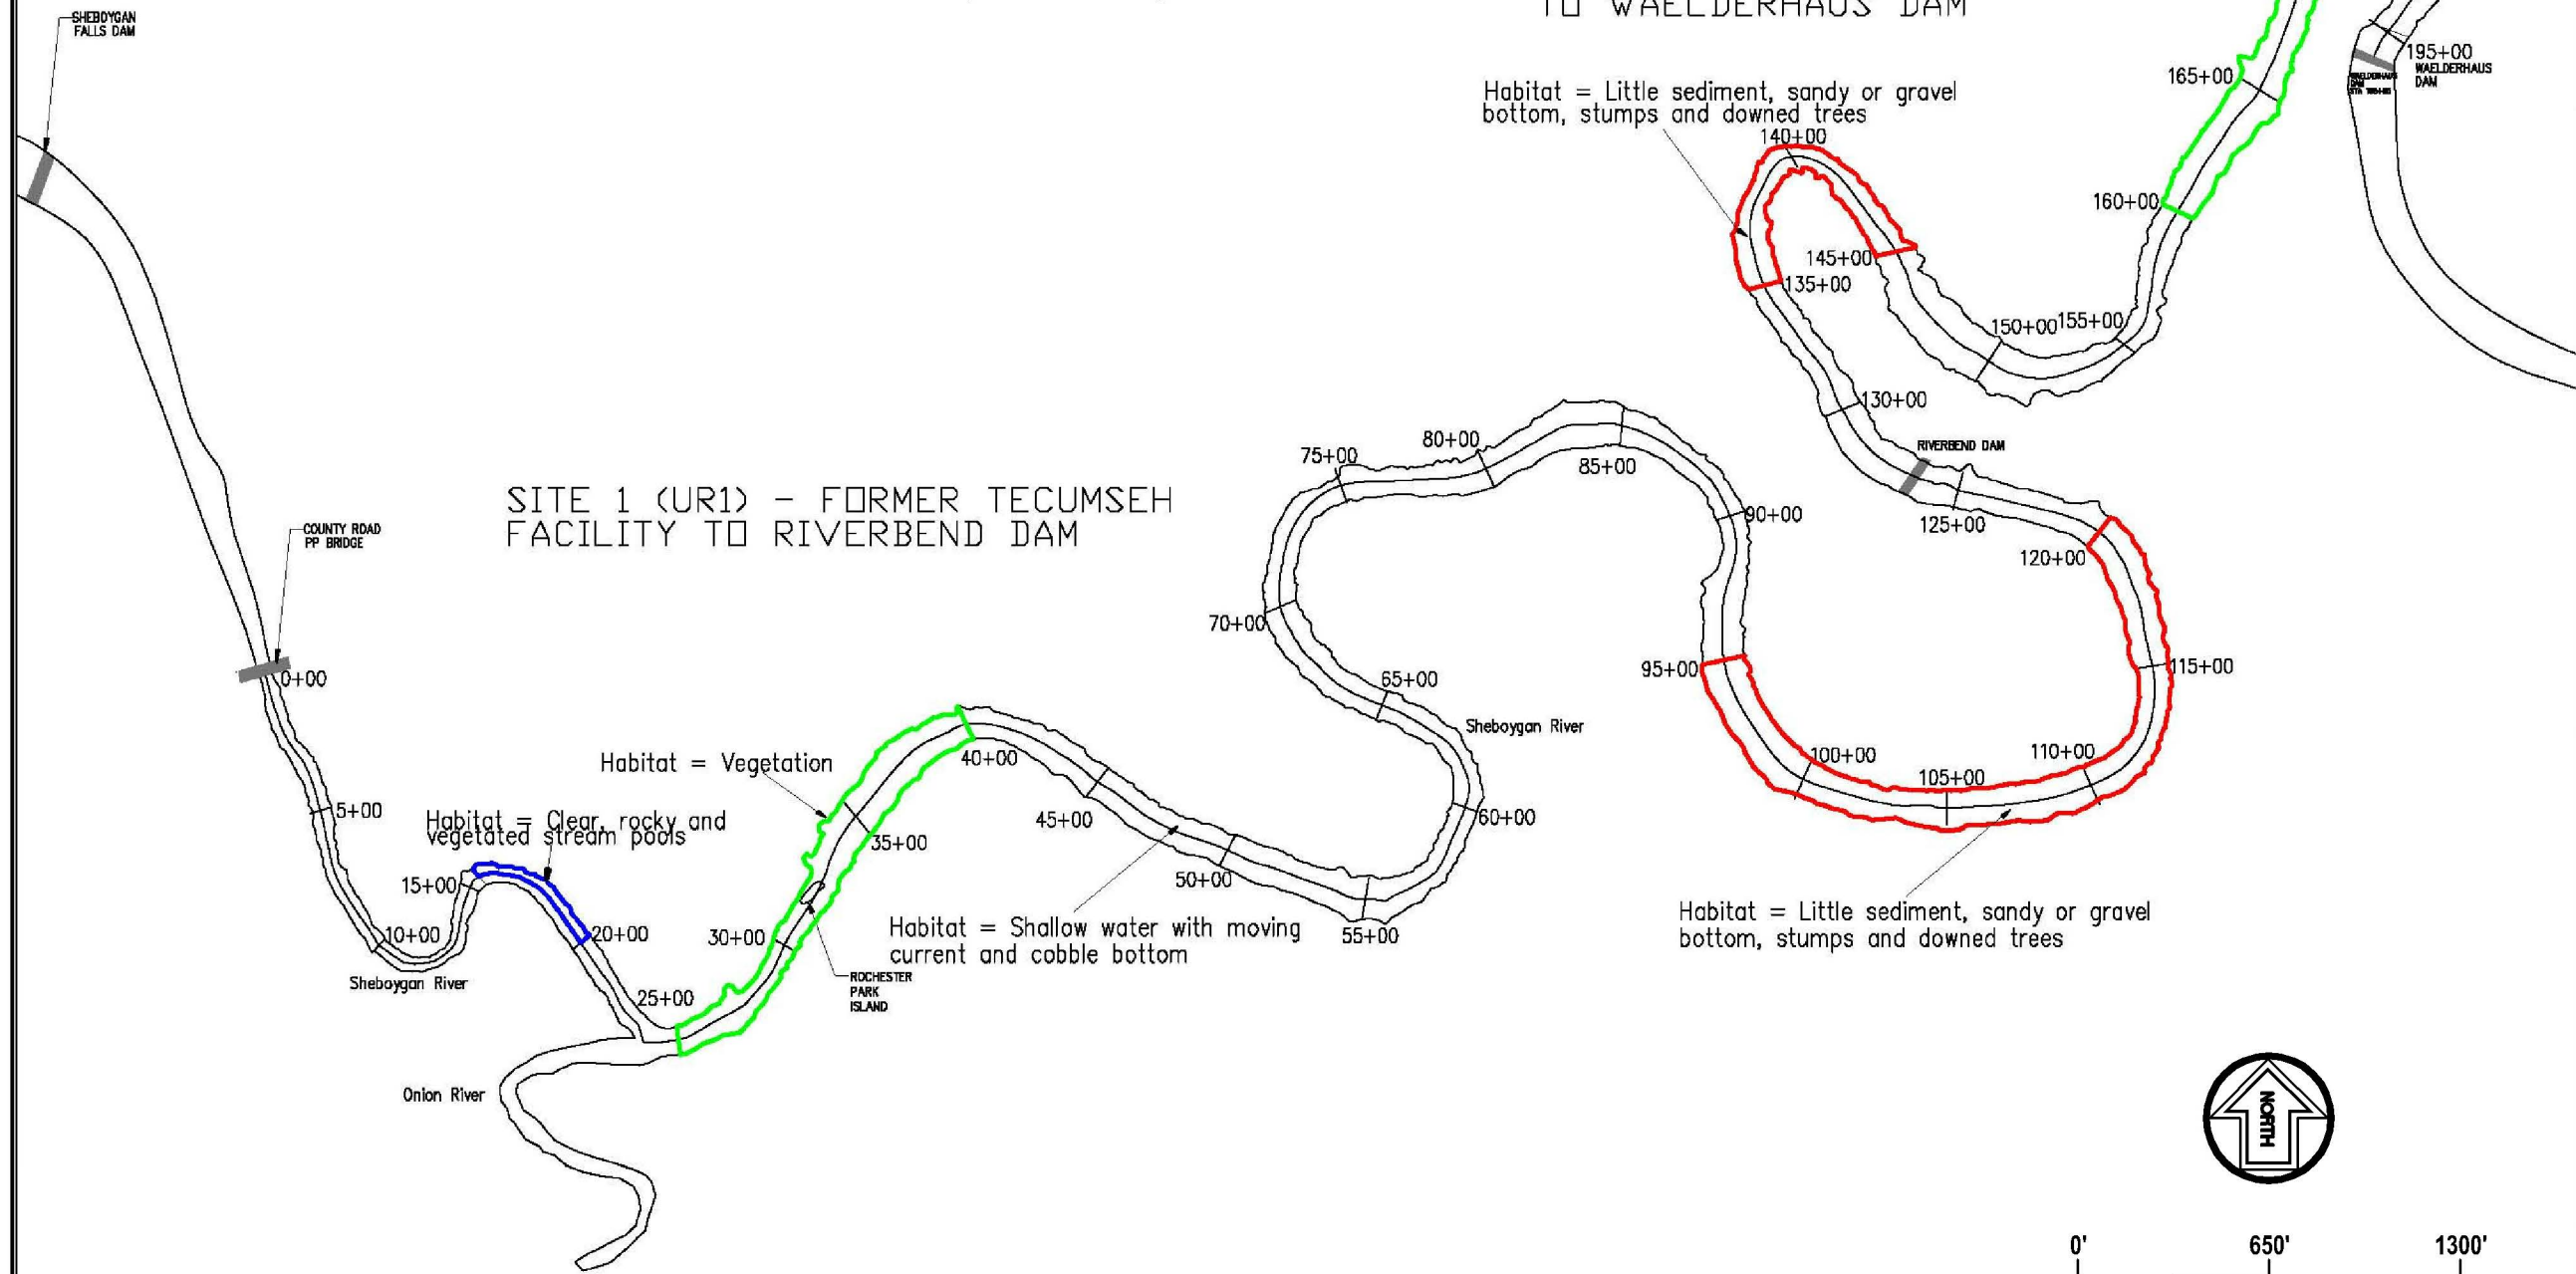 SHEBOYGAN
FALLS DAM
TO WAELDERHAUS DAM
195+00
WAELDERHAUS
DAM
WAELDERHAUS
DAM
165+00
Habitat = Little sediment, sandy or gravel
bottom, stumps and downed trees
140+00
160+00
145+00
135+00
150+00
155+00
130+00
RIVERBEND DAM
80+00
75+00
85+00
SITE 1 (UR1) - FORMER TECUMSEH
FACILITY TO RIVERBEND DAM
90+00
125+00
COUNTY ROAD
PP BRIDGE
120+00
70+00
95+00
115+00
0+00
65+00
Sheboygan River
Habitat = Vegetation
40+00
100+00
110+00
105+00
5+00
Habitat = Clear, rocky and
vegetated stream pools
45+00
60+00
35+00
15+00
50+00
10+00
20+00
30+00
Habitat = Shallow water with moving
current and cobble bottom
55+00
Habitat = Little sediment, sandy or gravel
bottom, stumps and downed trees
Sheboygan River
ROCHESTER
PARK
ISLAND
25+00
Onion River
NORTH
0'
650'
1300'